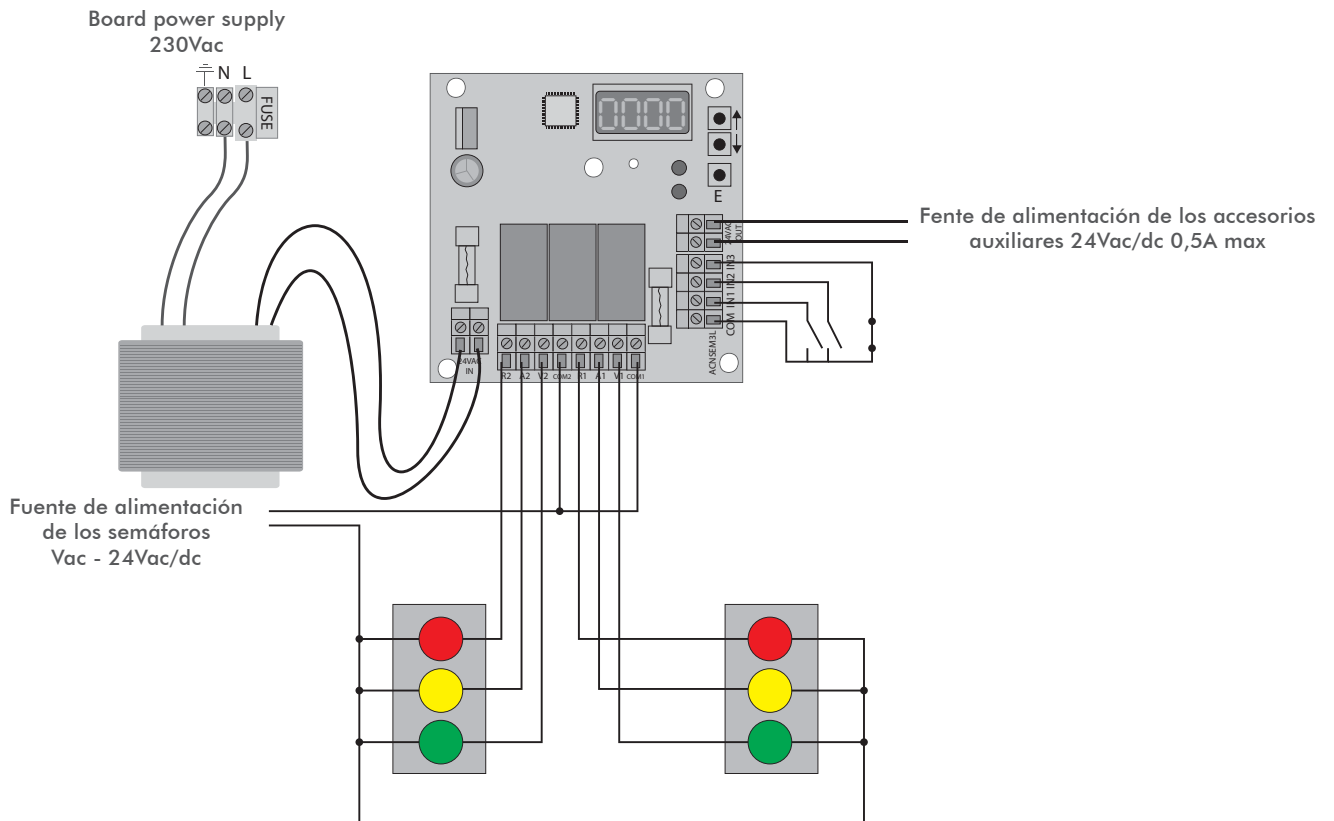 Board power supply
230Vac
N L
FUSE
0000
E
24VAC
OUT
Fente de alimentación de los accesorios
auxiliares 24Vac/dc 0,5A max
COM IN1 IN2 IN3
ACNSEM3L
24VAC
IN
R2 A2 V2 COM2 R1 A1 V1 COM1
Fuente de alimentación
de los semáforos
Vac - 24Vac/dc